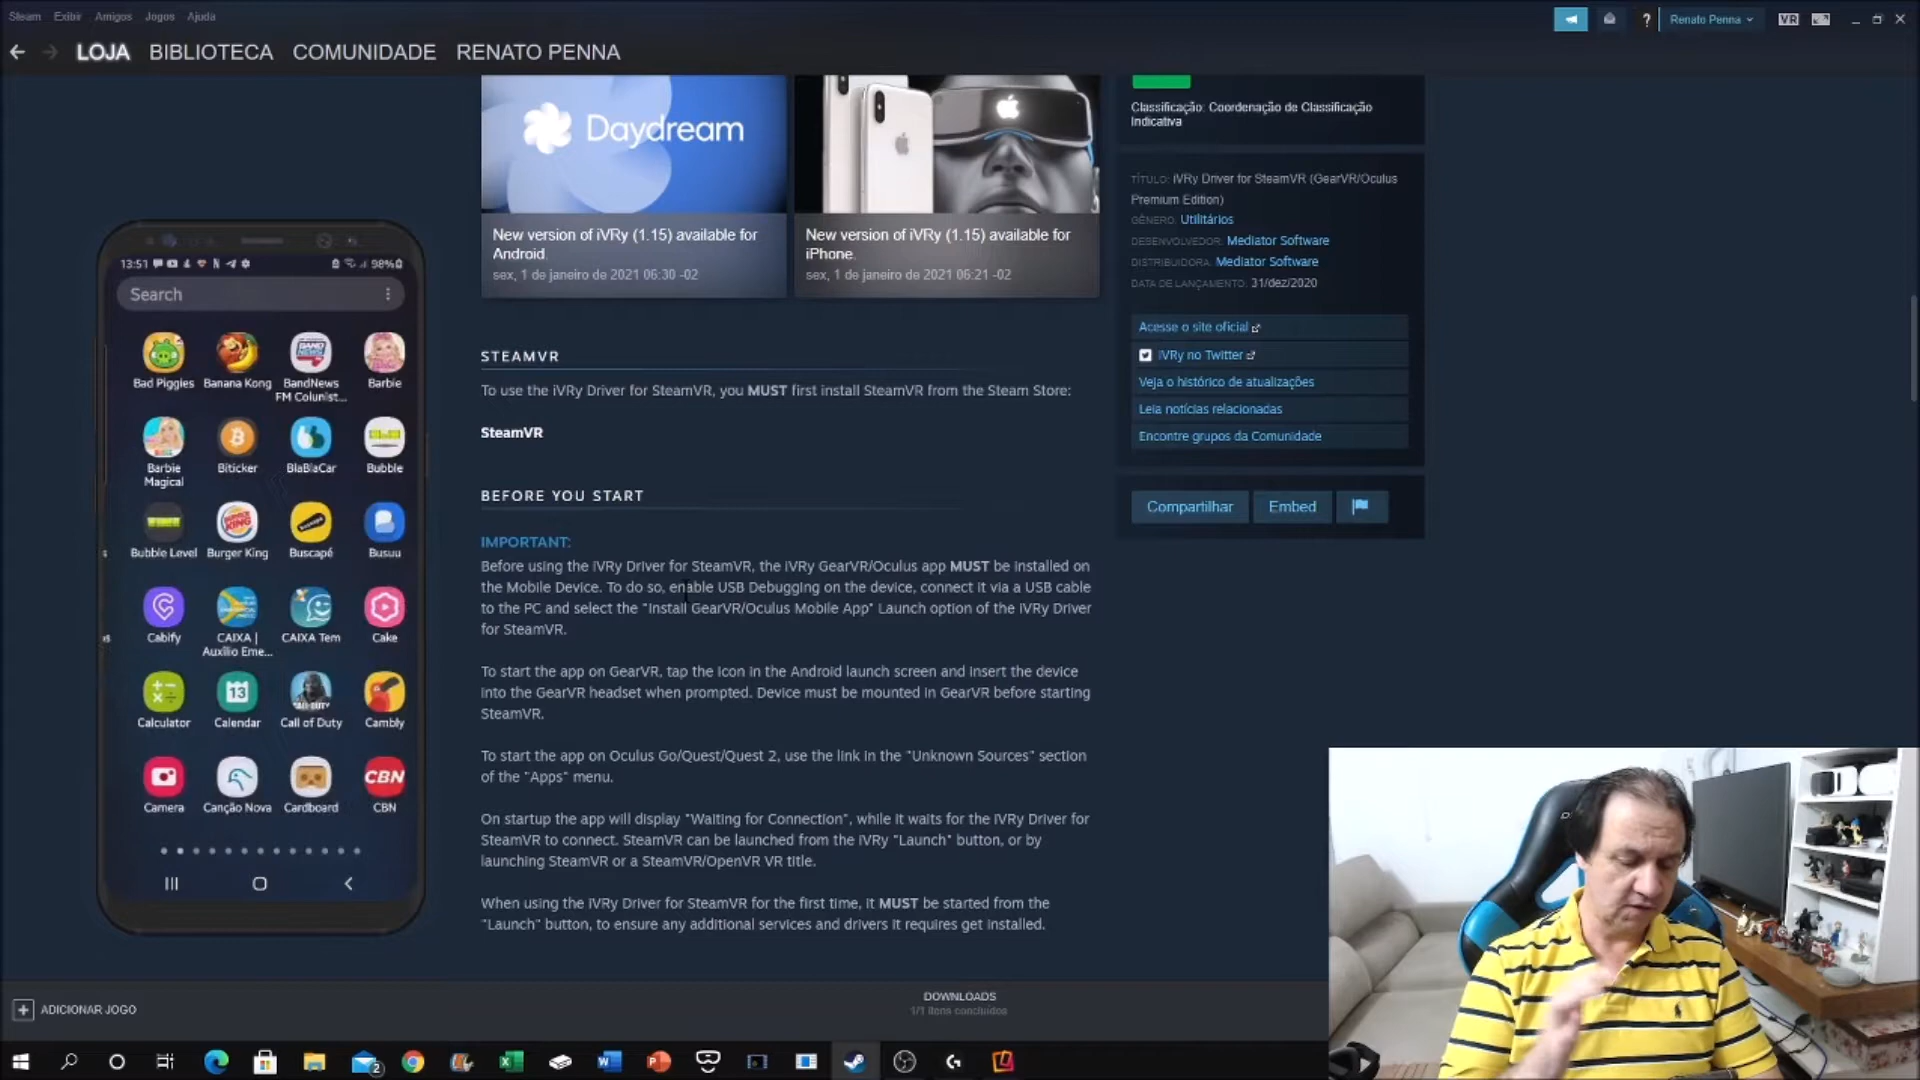 Steam Exibir Amigos Jogos Ajuda
? Renato Penna VR
LOJA BIBLIOTECA COMUNIDADE RENATO PENNA
Daydream
New version of iVRy (1.15) available for
Android.
sex, 1 de janeiro de 2021 06:30 -02
New version of iVRy (1.15) available for
iPhone.
sex, 1 de janeiro de 2021 06:21 -02
Classificação: Coordenação de Classificação
Indicativa
TÍTULO: iVRy Driver for SteamVR (GearVR/Oculus
Premium Edition)
GÊNERO: Utilitários
DESENVOLVEDOR: Mediator Software
DISTRIBUIDORA: Mediator Software
DATA DE LANÇAMENTO: 31/dez/2020
Acesse o site oficial
iVRy no Twitter
Veja o histórico de atualizações
Leia notícias relacionadas
Encontre grupos da Comunidade
Compartilhar Embed
13:51 98%
Search
Bad Piggies Banana Kong BandNews Barbie
FM Colunist...
Barbie Biticker BlaBlaCar Bubble
Magical
Bubble Level Burger King Buscapé Busuu
Cabify CAIXA | CAIXA Tem Cake
Auxílio Eme...
Calculator Calendar Call of Duty Cambly
Camera Canção Nova Cardboard CBN
STEAMVR
To use the iVRy Driver for SteamVR, you MUST first install SteamVR from the Steam Store:
SteamVR
BEFORE YOU START
IMPORTANT:
Before using the iVRy Driver for SteamVR, the iVRy GearVR/Oculus app MUST be installed on
the Mobile Device. To do so, enable USB Debugging on the device, connect it via a USB cable
to the PC and select the "Install GearVR/Oculus Mobile App" Launch option of the iVRy Driver
for SteamVR.
To start the app on GearVR, tap the icon in the Android launch screen and insert the device
into the GearVR headset when prompted. Device must be mounted in GearVR before starting
SteamVR.
To start the app on Oculus Go/Quest/Quest 2, use the link in the "Unknown Sources" section
of the "Apps" menu.
On startup the app will display "Waiting for Connection", while it waits for the iVRy Driver for
SteamVR to connect. SteamVR can be launched from the iVRy "Launch" button, or by
launching SteamVR or a SteamVR/OpenVR VR title.
When using the iVRy Driver for SteamVR for the first time, it MUST be started from the
"Launch" button, to ensure any additional services and drivers it requires get installed.
ADICIONAR JOGO
DOWNLOADS
1/1 itens concluídos